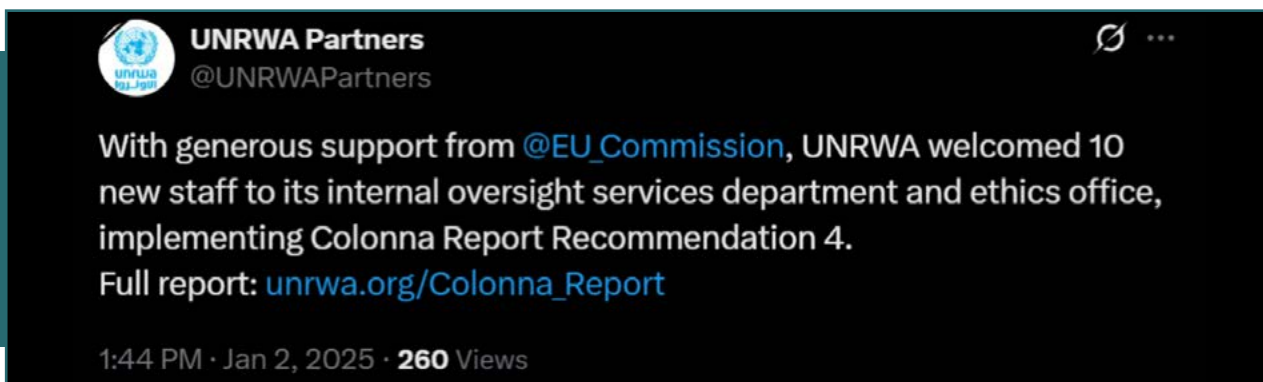 UNRWA Partners
@UNRWAPartners
unrwa
الأونروا
With generous support from @EU_Commission, UNRWA welcomed 10
new staff to its internal oversight services department and ethics office,
implementing Colonna Report Recommendation 4.
Full report: unrwa.org/Colonna_Report
1:44 PM · Jan 2, 2025 · 260 Views